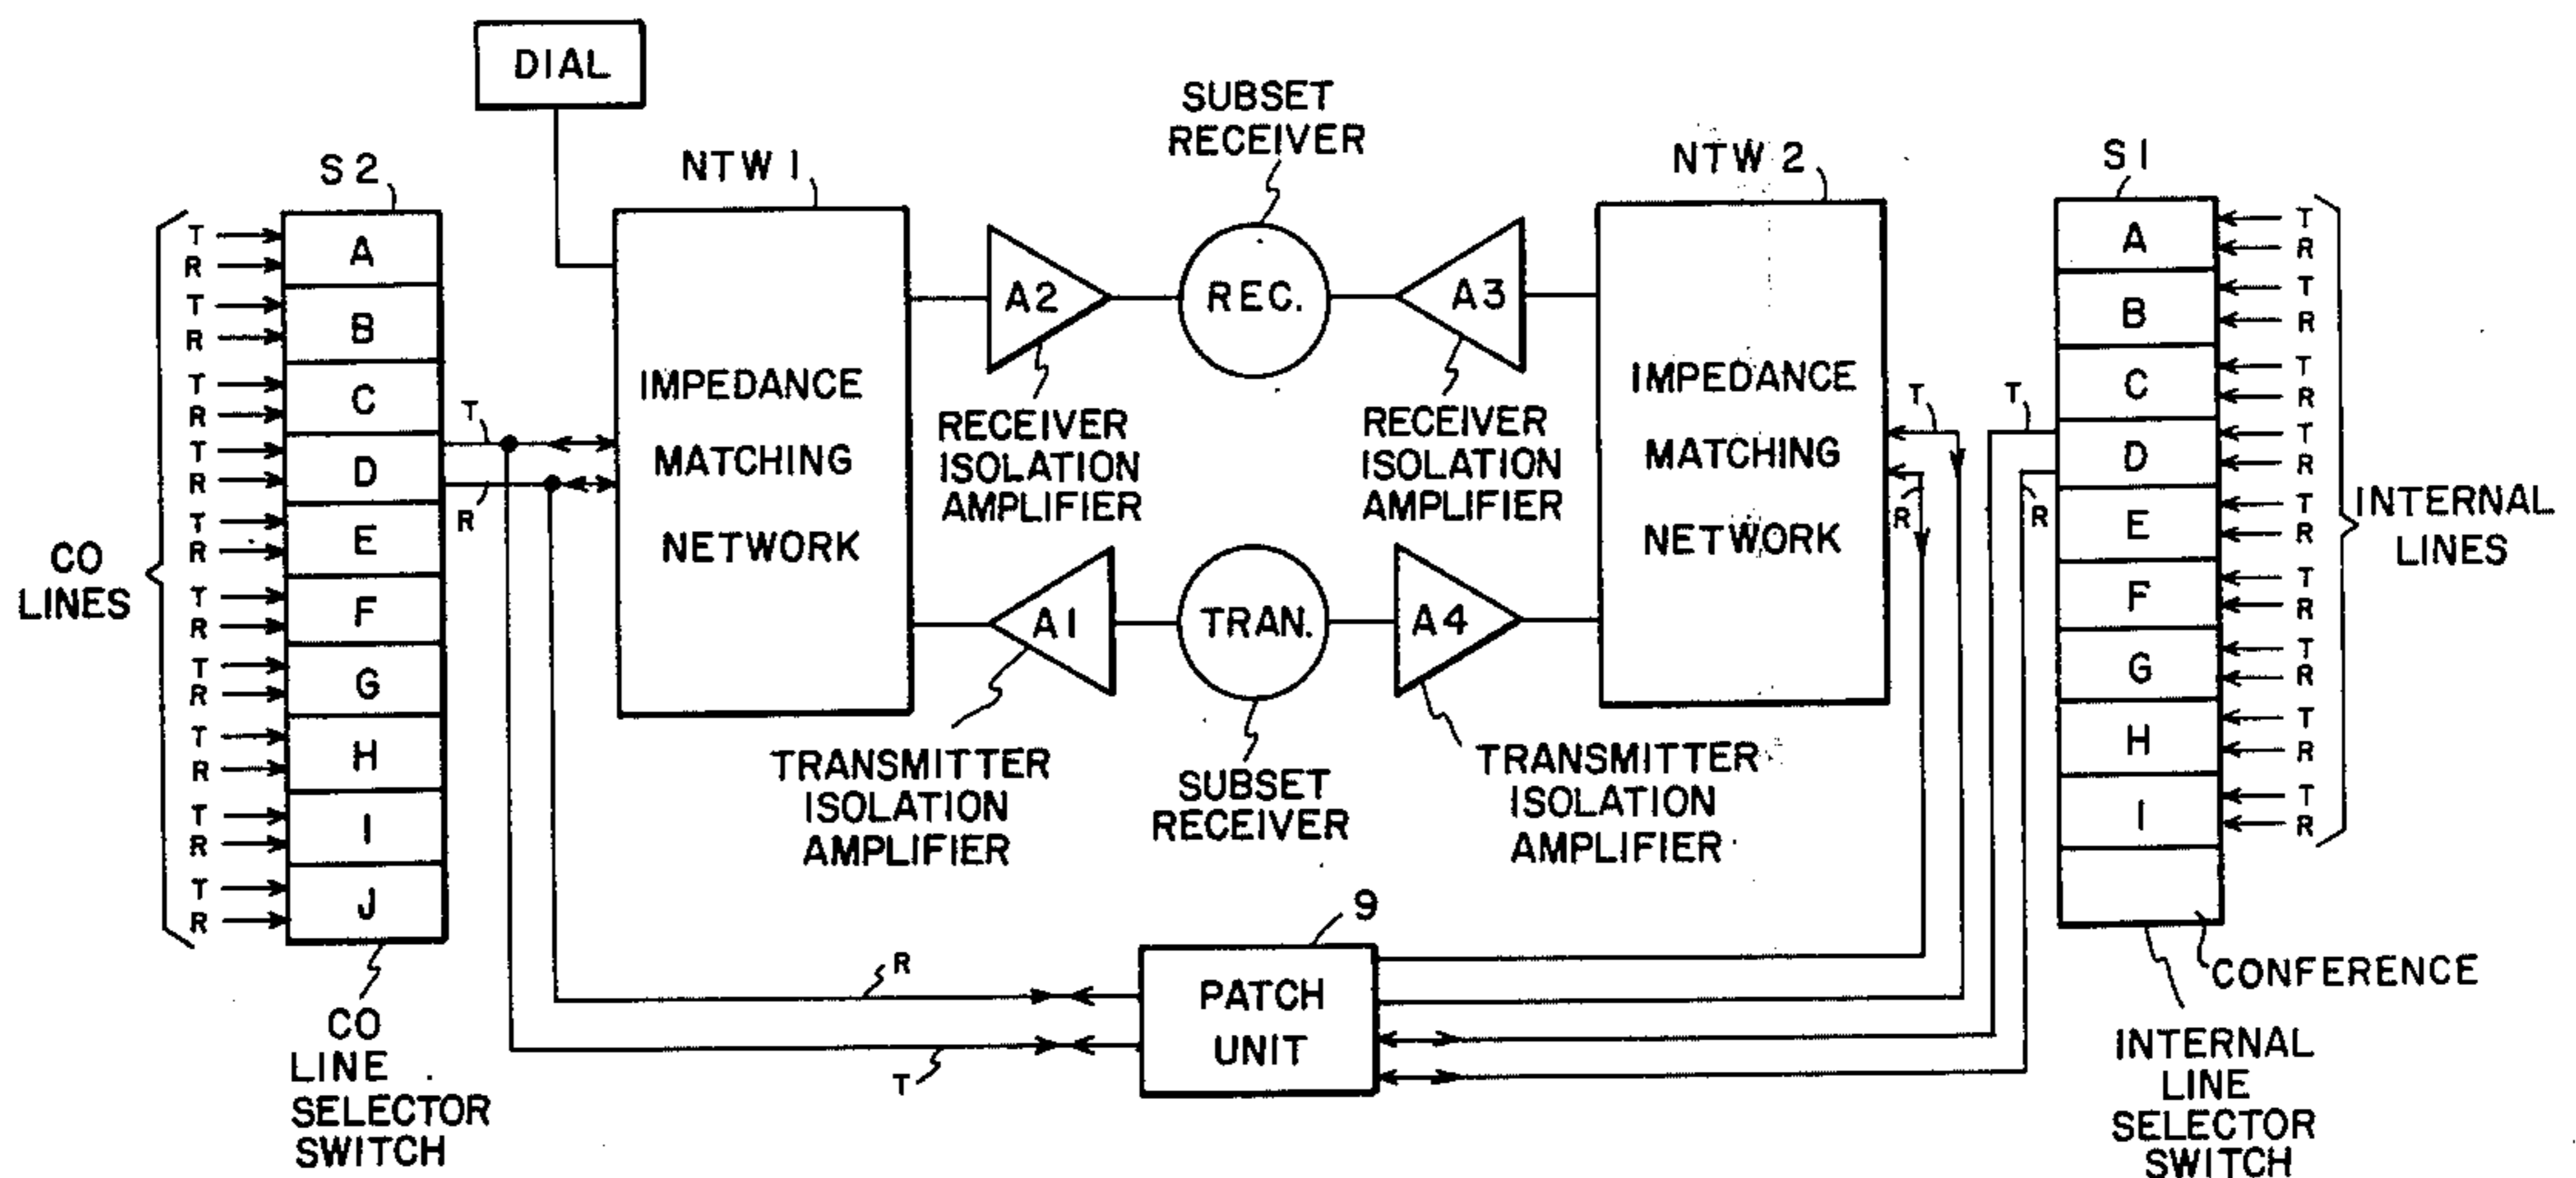 DIAL
SUBSET
RECEIVER
S2
NTW 1
NTW 2
S1
CO
LINES
T
R
T
R
T
R
T
R
T
R
T
R
T
R
T
R
T
R
T
R
A
B
C
D
E
F
G
H
I
J
T
R
IMPEDANCE
MATCHING
NETWORK
A2
REC.
A3
RECEIVER
ISOLATION
AMPLIFIER
RECEIVER
ISOLATION
AMPLIFIER
A1
TRAN.
A4
TRANSMITTER
ISOLATION
AMPLIFIER
SUBSET
RECEIVER
TRANSMITTER
ISOLATION
AMPLIFIER
IMPEDANCE
MATCHING
NETWORK
T
R
T
R
A
B
C
D
E
F
G
H
I
T
R
T
R
T
R
T
R
T
R
T
R
T
R
T
R
T
R
INTERNAL
LINES
CONFERENCE
9
PATCH
UNIT
R
T
CO
LINE
SELECTOR
SWITCH
INTERNAL
LINE
SELECTOR
SWITCH